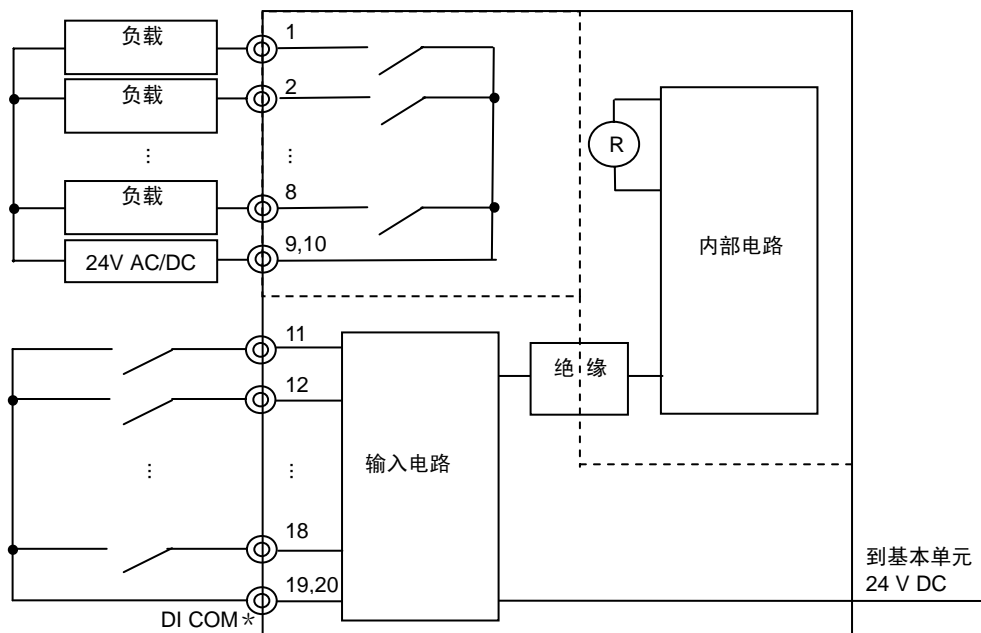 负载
1
负载
2
⋮
⋮
负载
8
24V AC/DC
9,10
R
内部电路
11
12
绝 缘
输入电路
⋮
⋮
18
19,20
DI COM＊
到基本单元
24 V DC